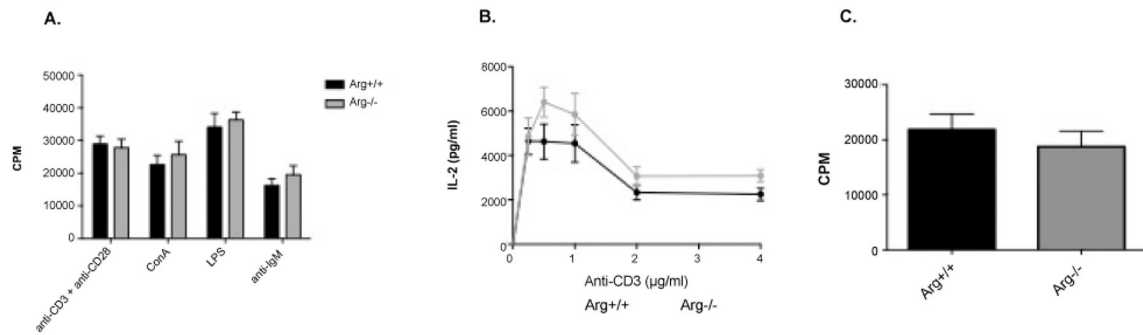 A.
CPM
50000
40000
30000
20000
10000
0
anti-CD3 + anti-CD28
ConA
LPS
anti-IgM
Arg+/+
Arg-/-
B.
IL-2 (pg/ml)
8000
6000
4000
2000
0
0 1 2 3 4
Anti-CD3 (µg/ml)
Arg+/+ Arg-/-
C.
CPM
30000
20000
10000
0
Arg+/+
Arg-/-